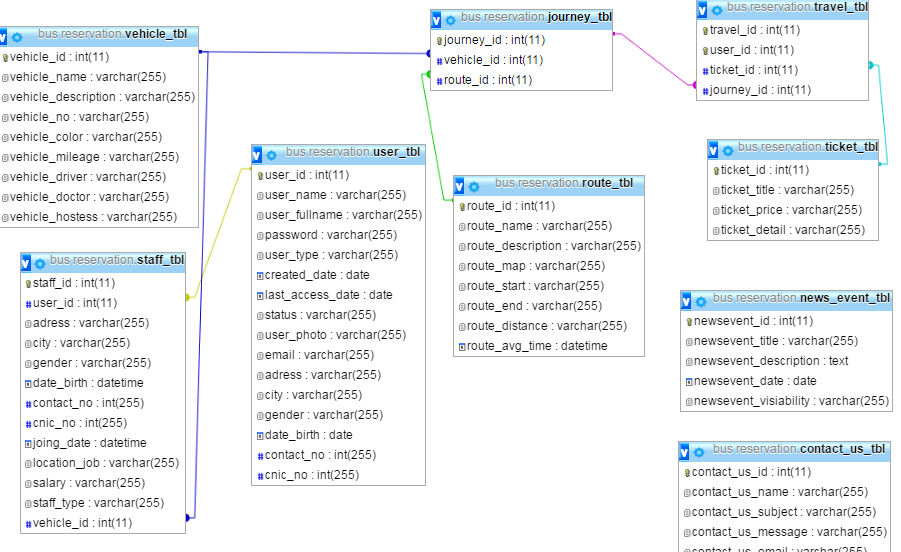 bus reservation.vehicle_tbl
vehicle_id : int(11)
vehicle_name : varchar(255)
vehicle_description : varchar(255)
vehicle_no : varchar(255)
vehicle_color : varchar(255)
vehicle_mileage : varchar(255)
vehicle_driver : varchar(255)
vehicle_doctor : varchar(255)
vehicle_hostess : varchar(255)
bus reservation.staff_tbl
staff_id : int(11)
user_id : int(11)
adress : varchar(255)
city : varchar(255)
gender : varchar(255)
date_birth : datetime
contact_no : int(255)
cnic_no : int(255)
joing_date : datetime
location_job : varchar(255)
salary : varchar(255)
staff_type : varchar(255)
vehicle_id : int(11)
bus reservation.user_tbl
user_id : int(11)
user_name : varchar(255)
user_fullname : varchar(255)
password : varchar(255)
user_type : varchar(255)
created_date : date
last_access_date : date
status : varchar(255)
user_photo : varchar(255)
email : varchar(255)
adress : varchar(255)
city : varchar(255)
gender : varchar(255)
date_birth : date
contact_no : int(255)
cnic_no : int(255)
bus reservation.journey_tbl
journey_id : int(11)
vehicle_id : int(11)
route_id : int(11)
bus reservation.route_tbl
route_id : int(11)
route_name : varchar(255)
route_description : varchar(255)
route_map : varchar(255)
route_start : varchar(255)
route_end : varchar(255)
route_distance : varchar(255)
route_avg_time : datetime
bus reservation.travel_tbl
travel_id : int(11)
user_id : int(11)
ticket_id : int(11)
journey_id : int(11)
bus reservation.ticket_tbl
ticket_id : int(11)
ticket_title : varchar(255)
ticket_price : varchar(255)
ticket_detail : varchar(255)
bus reservation.news_event_tbl
newsevent_id : int(11)
newsevent_title : varchar(255)
newsevent_description : text
newsevent_date : date
newsevent_visiability : varchar(255)
bus reservation.contact_us_tbl
contact_us_id : int(11)
contact_us_name : varchar(255)
contact_us_subject : varchar(255)
contact_us_message : varchar(255)
contact_us_email : varchar(255)